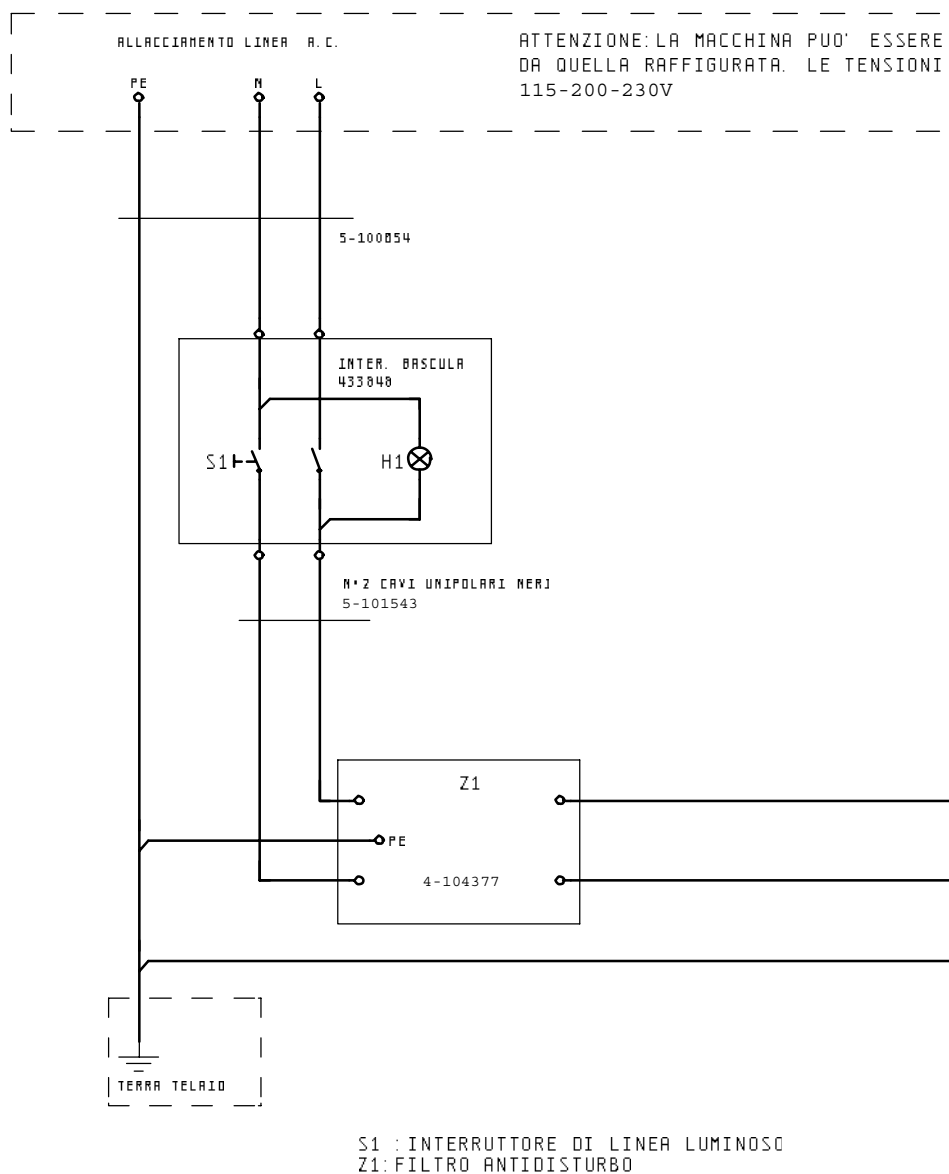 ALLACCIAMENTO LINEA A.C.
ATTENZIONE: LA MACCHINA PUO' ESSERE
DA QUELLA RAFFIGURATA. LE TENSIONI
115-200-230V
PE
N
L
5-100854
INTER. BASCULA
433848
S1
H1
N°2 CAVI UNIPOLARI NERI
5-101543
Z1
PE
4-104377
TERRA TELAIO
S1 : INTERRUTTORE DI LINEA LUMINOSO
Z1: FILTRO ANTIDISTURBO